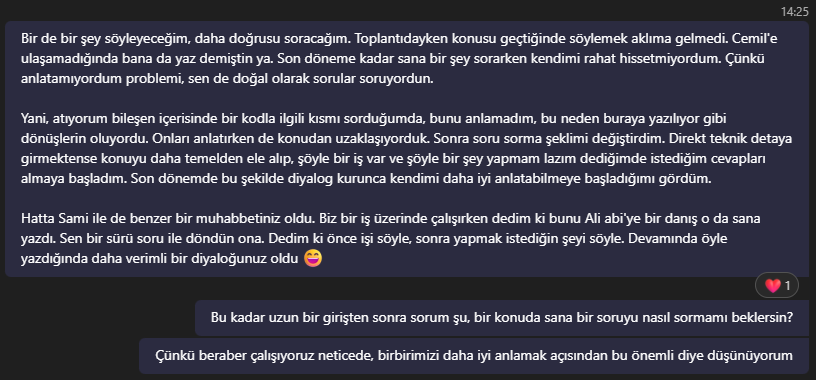 14:25
Bir de bir şey söyleyeceğim, daha doğrusu soracağım. Toplantıdayken konusu geçtiğinde söylemek aklıma gelmedi. Cemil'e
ulaşamadığında bana da yaz demiştin ya. Son döneme kadar sana bir şey sorarken kendimi rahat hissetmiyordum. Çünkü
anlatamıyordum problemi, sen de doğal olarak sorular soruyordun.
Yani, atıyorum bileşen içerisinde bir kodla ilgili kısmı sorduğumda, bunu anlamadım, bu neden buraya yazılıyor gibi
dönüşlerin oluyordu. Onları anlatırken de konudan uzaklaşıyorduk. Sonra soru sorma şeklimi değiştirdim. Direkt teknik detaya
girmektense konuyu daha temelden ele alıp, şöyle bir iş var ve şöyle bir şey yapmam lazım dediğimde istediğim cevapları
almaya başladım. Son dönemde bu şekilde diyalog kurunca kendimi daha iyi anlatabilmeye başladığımı gördüm.
Hatta Sami ile de benzer bir muhabbetiniz oldu. Biz bir iş üzerinde çalışırken dedim ki bunu Ali abi'ye bir danış o da sana
yazdı. Sen bir sürü soru ile döndün ona. Dedim ki önce işi söyle, sonra yapmak istediğin şeyi söyle. Devamında öyle
yazdığında daha verimli bir diyaloğunuz oldu 😄
❤️ 1
Bu kadar uzun bir girişten sonra sorum şu, bir konuda sana bir soruyu nasıl sormamı beklersin?
Çünkü beraber çalışıyoruz neticede, birbirimizi daha iyi anlamak açısından bu önemli diye düşünüyorum